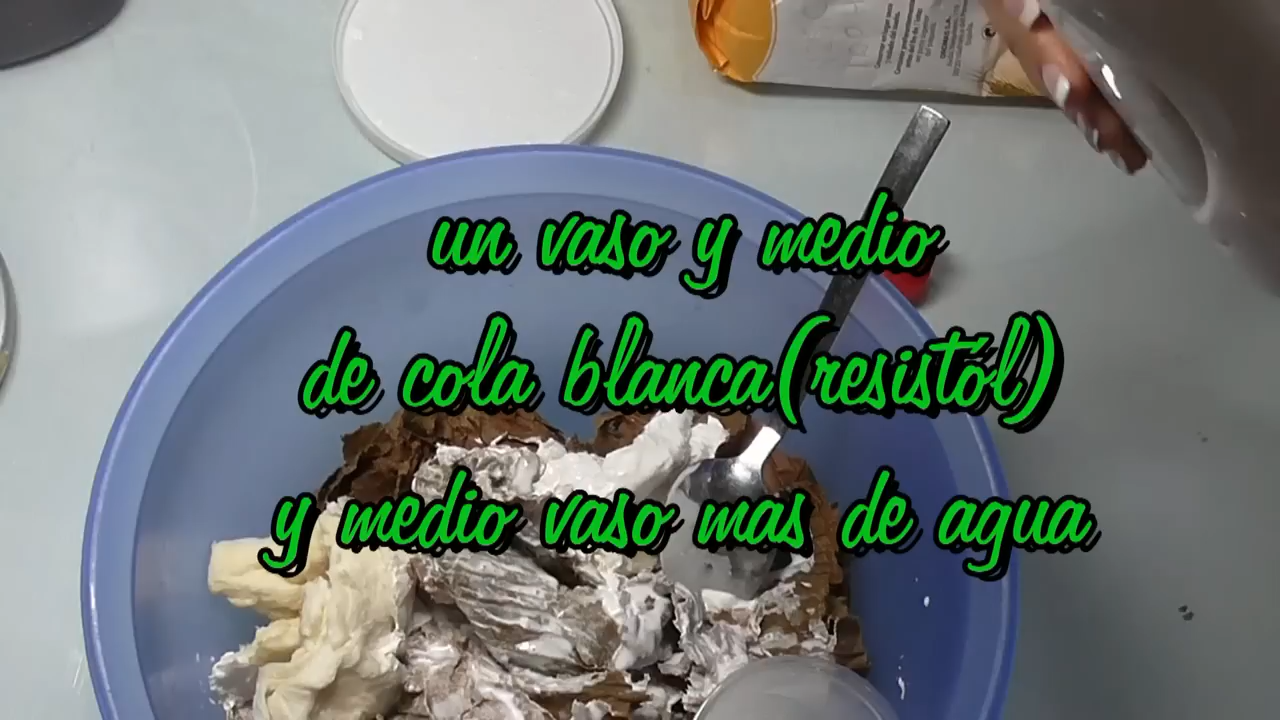 un vaso y medio
de cola blanca(resistól)
y medio vaso mas de agua